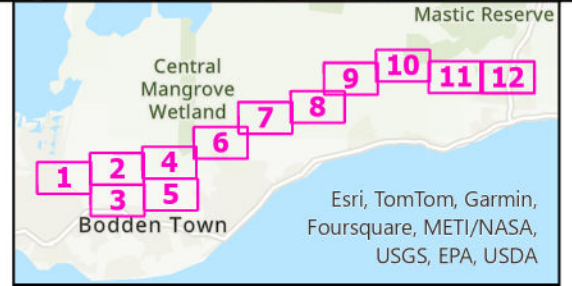 Mastic Reserve
Central
Mangrove
Wetland
10
9
11
12
8
7
6
4
2
1
5
3
Bodden Town
Esri, TomTom, Garmin,
Foursquare, METI/NASA,
USGS, EPA, USDA